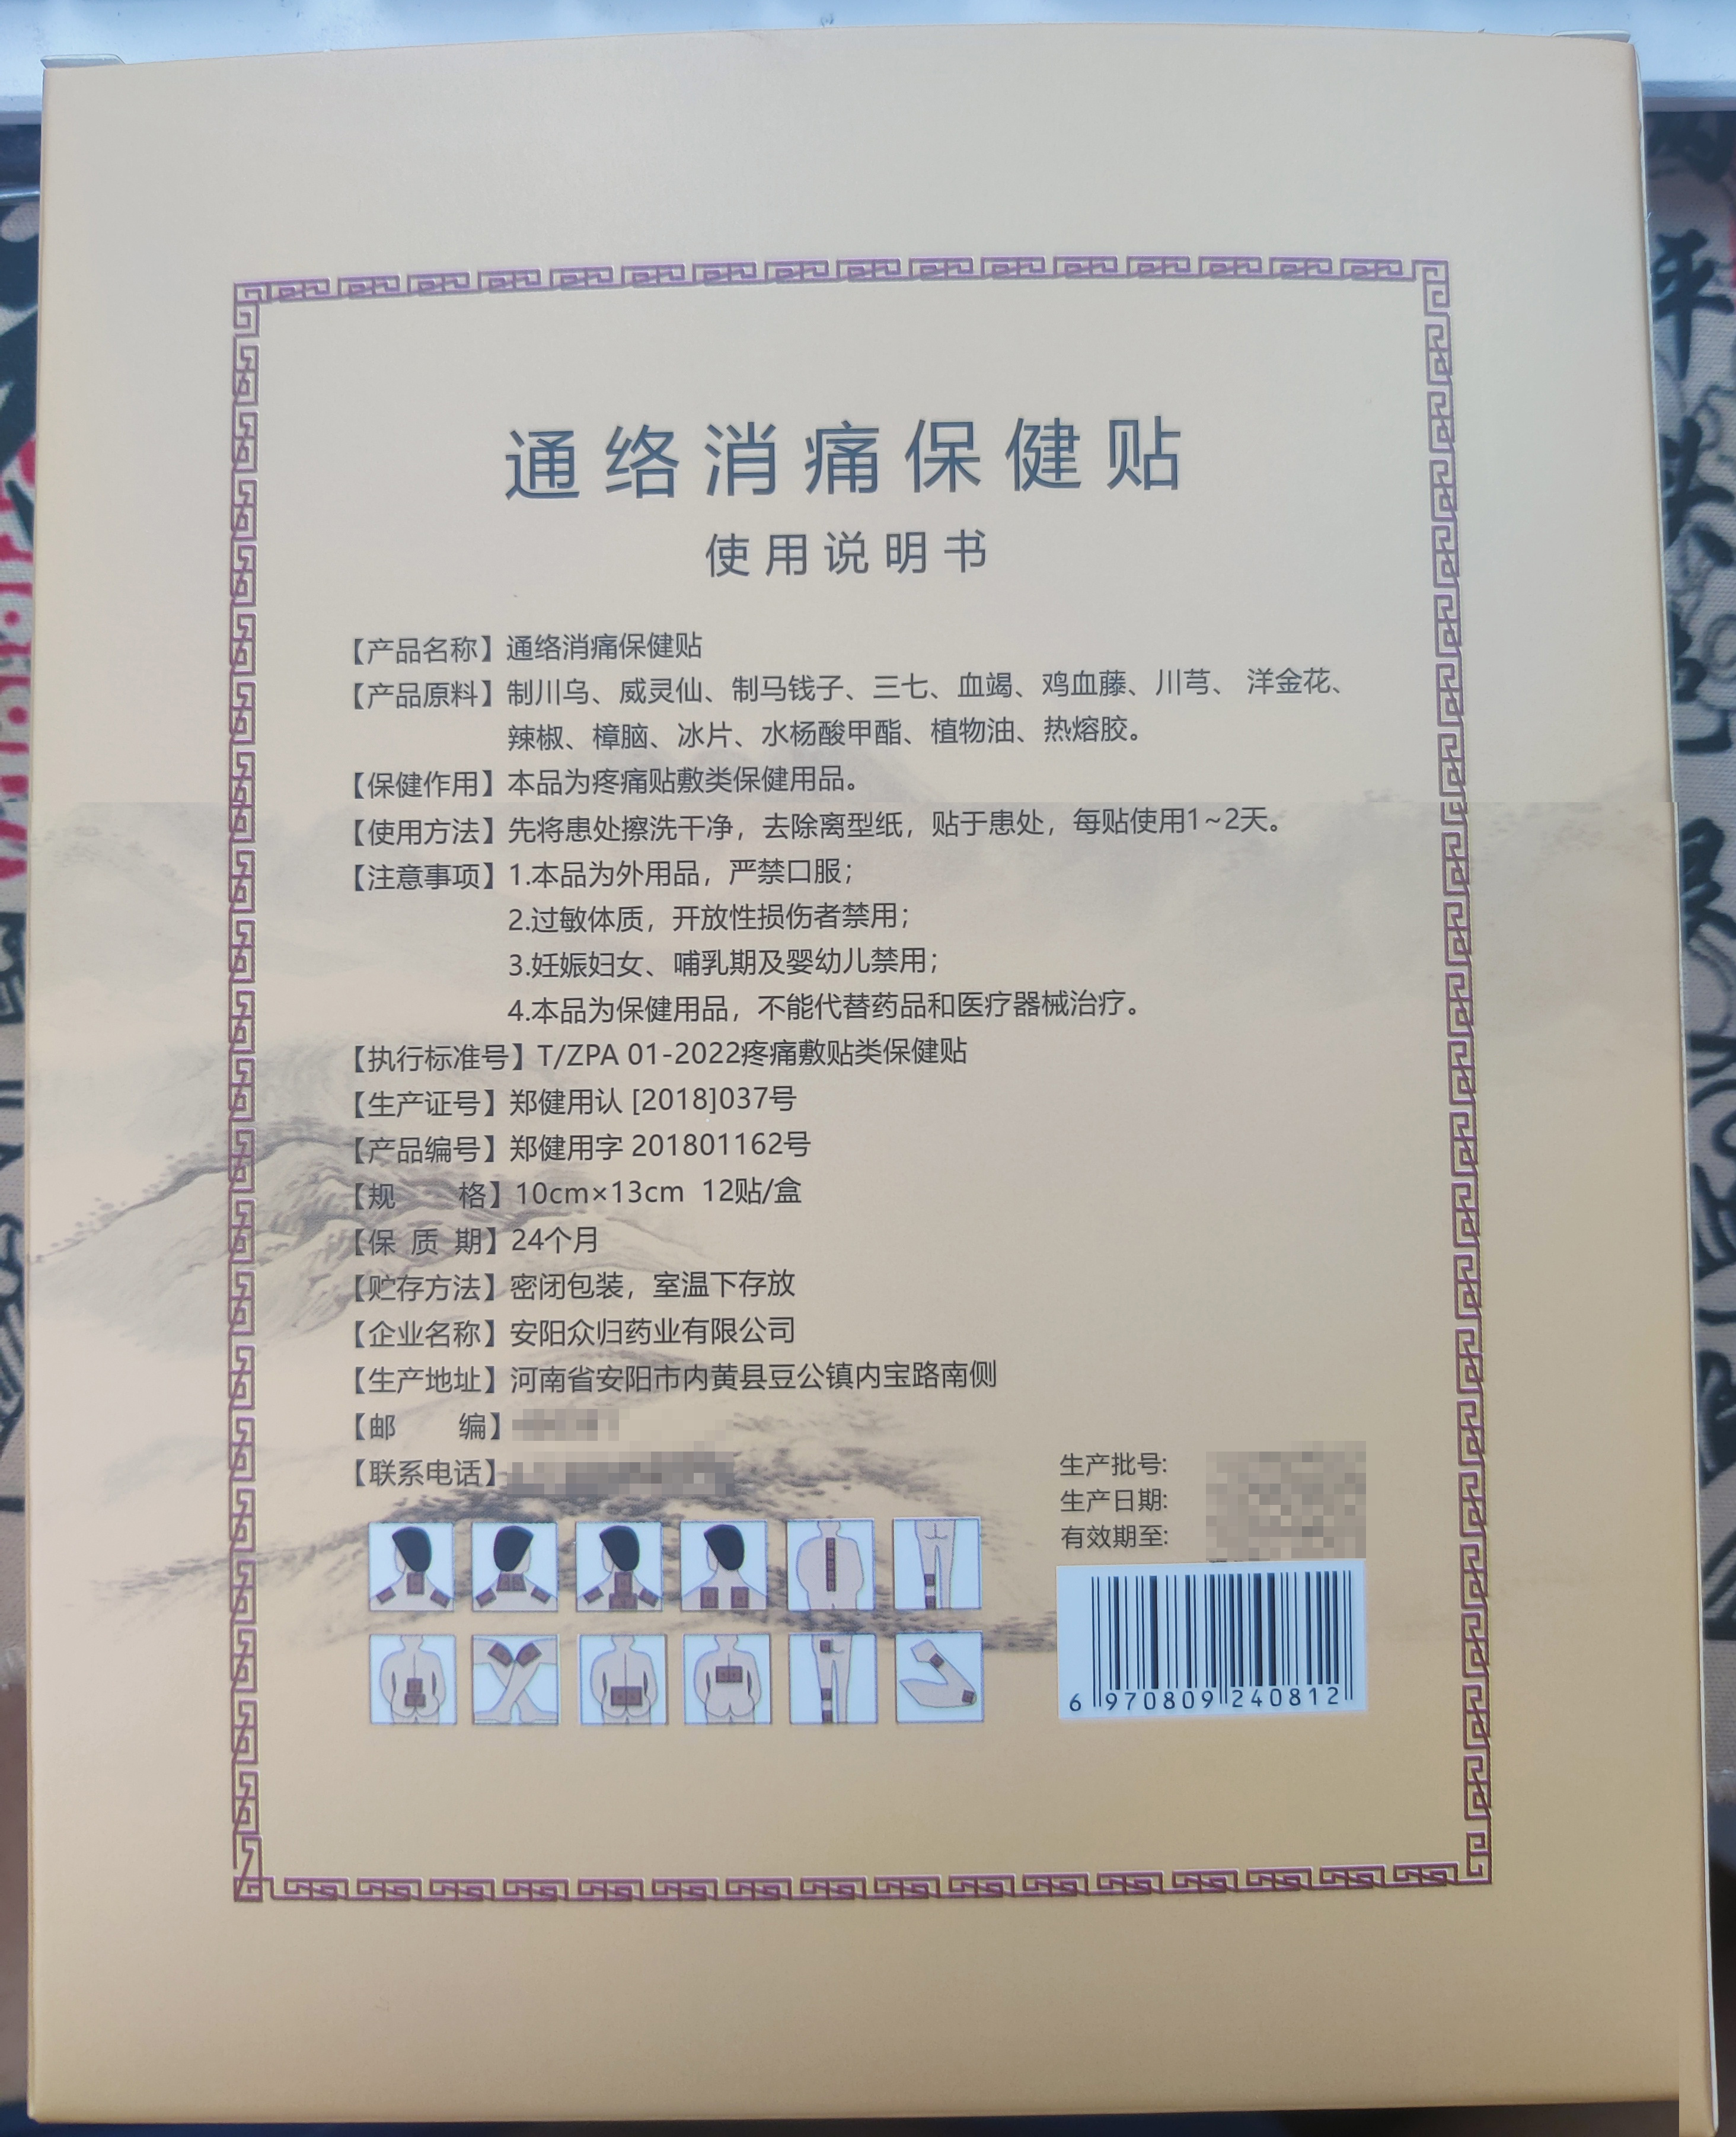 通络消痛保健贴
使用说明书
【产品名称】通络消痛保健贴
【产品原料】制川乌、威灵仙、制马钱子、三七、血竭、鸡血藤、川芎、 洋金花、
辣椒、樟脑、冰片、水杨酸甲酯、植物油、热熔胶。
【保健作用】本品为疼痛贴敷类保健用品。
【使用方法】先将患处擦洗干净，去除离型纸，贴于患处，每贴使用1~2天。
【注意事项】1.本品为外用品，严禁口服；
2.过敏体质，开放性损伤者禁用；
3.妊娠妇女、哺乳期及婴幼儿禁用；
4.本品为保健用品，不能代替药品和医疗器械治疗。
【执行标准号】T/ZPA 01-2022疼痛敷贴类保健贴
【生产证号】郑健用认 [2018]037号
【产品编号】郑健用字 201801162号
【规 格】10cm×13cm 12贴/盒
【保 质 期】24个月
【贮存方法】密闭包装，室温下存放
【企业名称】安阳众归药业有限公司
【生产地址】河南省安阳市内黄县豆公镇内宝路南侧
【邮 编】
【联系电话】
生产批号:
生产日期:
有效期至:
6 970809 240812